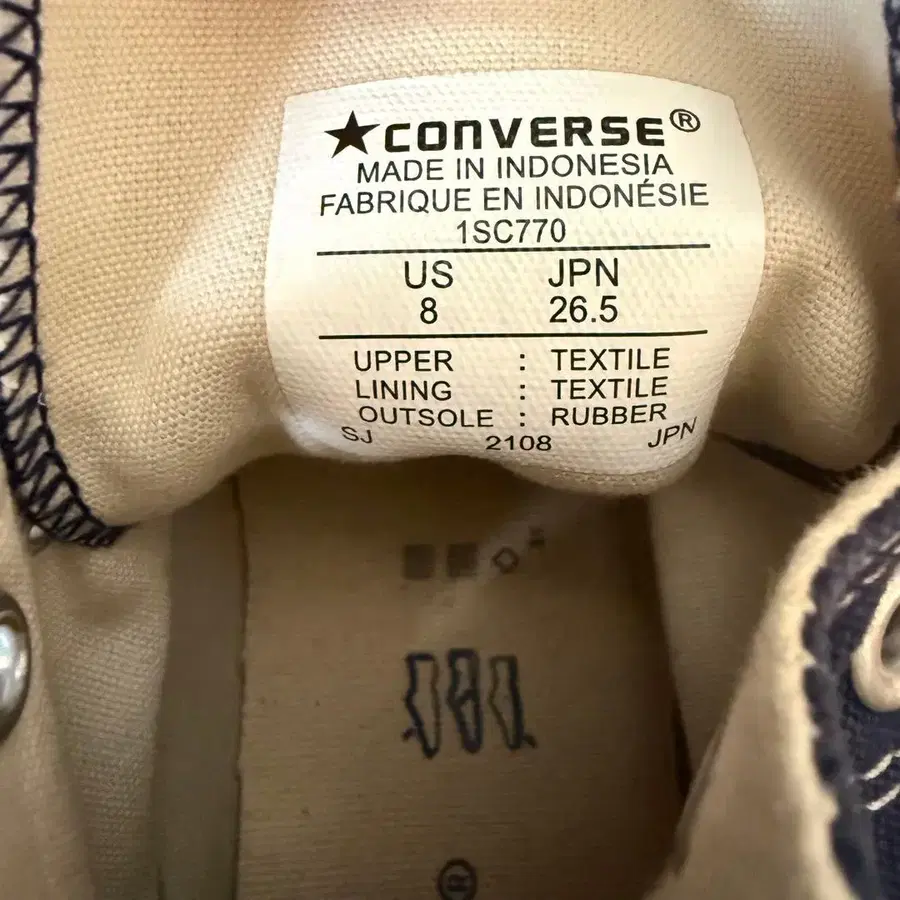 ★CONVERSE®
MADE IN INDONESIA
FABRIQUE EN INDONÉSIE
1SC770
US JPN
8 26.5
UPPER : TEXTILE
LINING : TEXTILE
OUTSOLE : RUBBER
SJ 2108 JPN
®